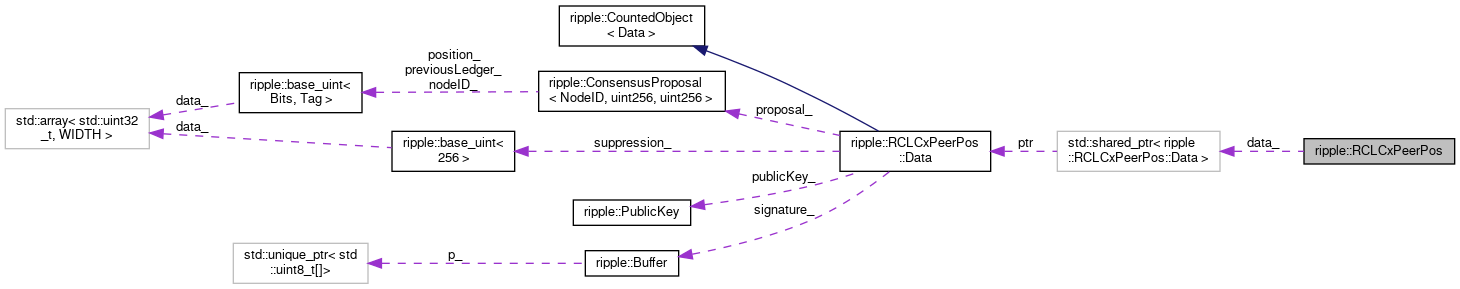 ripple::CountedObject
< Data >
position_
previousLedger_
nodeID_
ripple::base_uint<
Bits, Tag >
ripple::ConsensusProposal
< NodeID, uint256, uint256 >
data_
proposal_
std::array< std::uint32
_t, WIDTH >
data_
ripple::base_uint<
256 >
suppression_
ripple::RCLCxPeerPos
::Data
ptr
std::shared_ptr< ripple
::RCLCxPeerPos::Data >
data_
ripple::RCLCxPeerPos
publicKey_
ripple::PublicKey
signature_
std::unique_ptr< std
::uint8_t[]>
p_
ripple::Buffer